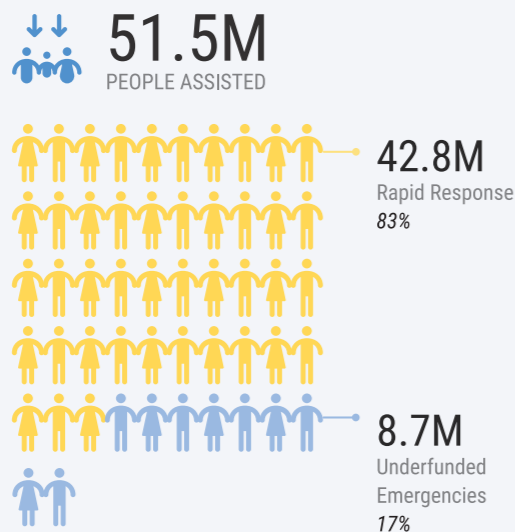 51.5M
PEOPLE ASSISTED
42.8M
Rapid Response
83%
8.7M
Underfunded
Emergencies
17%